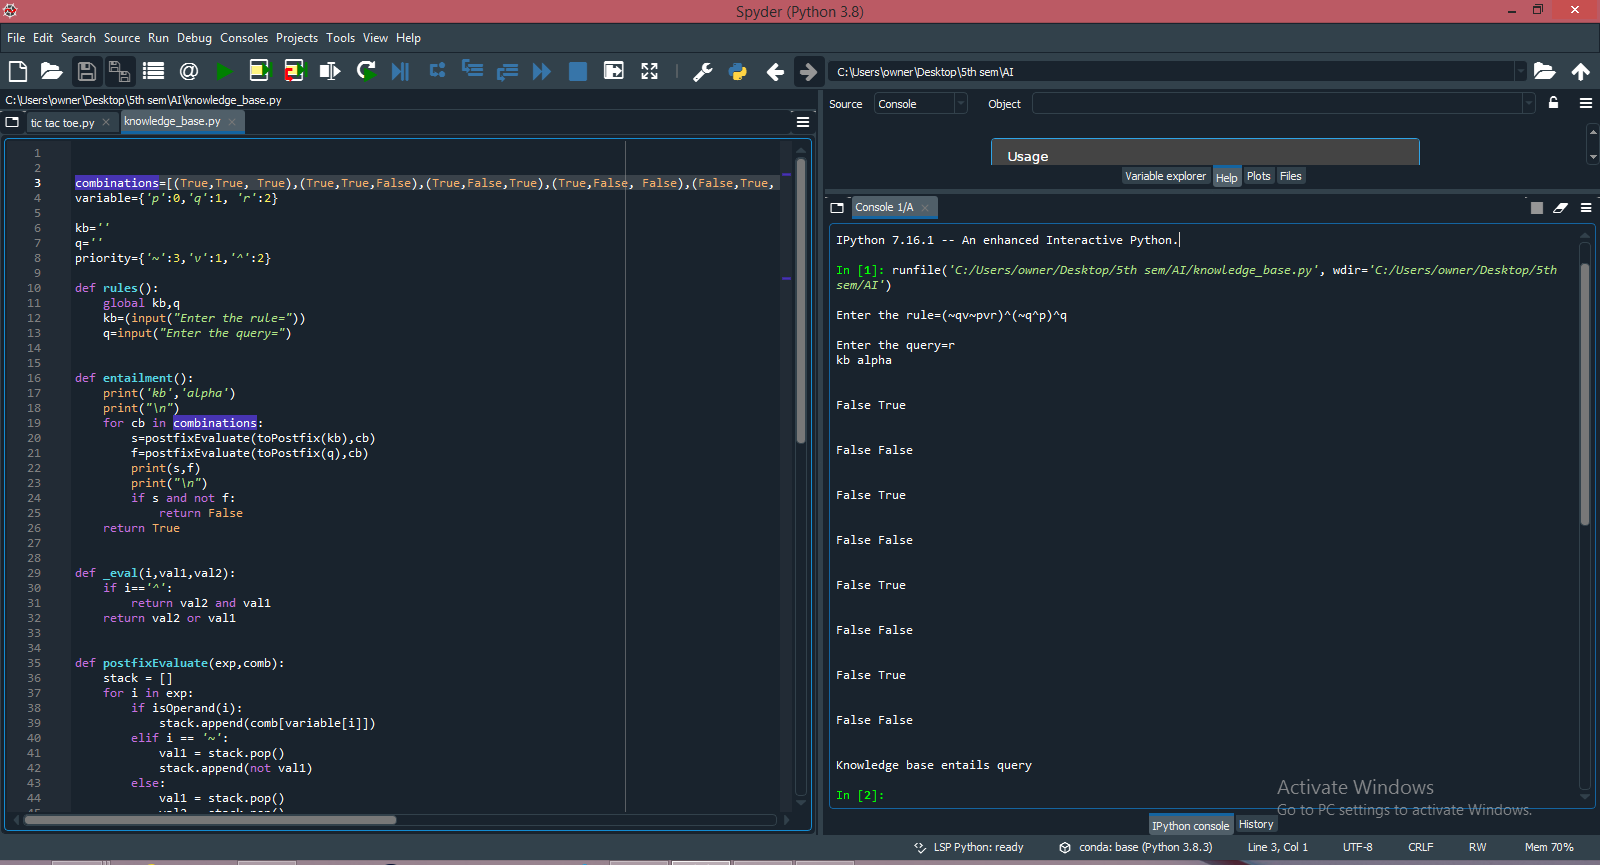 Spyder (Python 3.8)
File Edit Search Source Run Debug Consoles Projects Tools View Help
C:\Users\owner\Desktop\5th sem\AI
C:\Users\owner\Desktop\5th sem\AI\knowledge_base.py
tic tac toe.py
knowledge_base.py
1
2
3 combinations=[(True,True, True),(True,True,False),(True,False,True),(True,False, False),(False,True,
4 variable={'p':0,'q':1, 'r':2}
5
6 kb=''
7 q=''
8 priority={'~':3,'v':1,'^':2}
9
10 def rules():
11 global kb,q
12 kb=(input("Enter the rule="))
13 q=input("Enter the query=")
14
15
16 def entailment():
17 print('kb','alpha')
18 print("\n")
19 for cb in combinations:
20 s=postfixEvaluate(toPostfix(kb),cb)
21 f=postfixEvaluate(toPostfix(q),cb)
22 print(s,f)
23 print("\n")
24 if s and not f:
25 return False
26 return True
27
28
29 def _eval(i,val1,val2):
30 if i=='^':
31 return val2 and val1
32 return val2 or val1
33
34
35 def postfixEvaluate(exp,comb):
36 stack = []
37 for i in exp:
38 if isOperand(i):
39 stack.append(comb[variable[i]])
40 elif i == '~':
41 val1 = stack.pop()
42 stack.append(not val1)
43 else:
44 val1 = stack.pop()
Source Console Object
Usage
Variable explorer Help Plots Files
Console 1/A
IPython 7.16.1 -- An enhanced Interactive Python.
In [1]: runfile('C:/Users/owner/Desktop/5th sem/AI/knowledge_base.py', wdir='C:/Users/owner/Desktop/5th
sem/AI')
Enter the rule=(~qv~pvr)^(~q^p)^q
Enter the query=r
kb alpha
False True
False False
False True
False False
False True
False False
False True
False False
Knowledge base entails query
In [2]:
Activate Windows
Go to PC settings to activate Windows.
IPython console History
LSP Python: ready conda: base (Python 3.8.3) Line 3, Col 1 UTF-8 CRLF RW Mem 70%